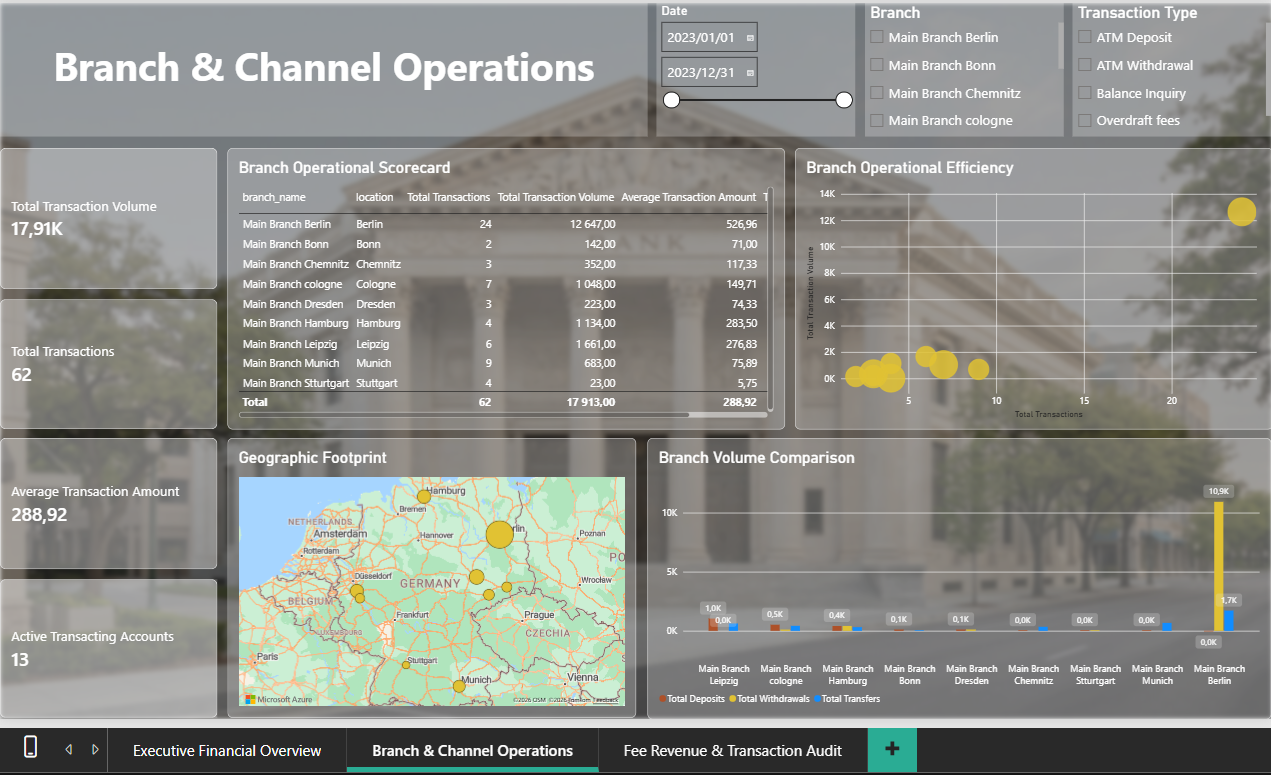 Branch & Channel Operations
Date
2023/01/01
2023/12/31
Branch
Main Branch Berlin
Main Branch Bonn
Main Branch Chemnitz
Main Branch cologne
Transaction Type
ATM Deposit
ATM Withdrawal
Balance Inquiry
Overdraft fees
Total Transaction Volume
17,91K
Total Transactions
62
Average Transaction Amount
288,92
Active Transacting Accounts
13
Branch Operational Scorecard
branch_name location Total Transactions Total Transaction Volume Average Transaction Amount T
Main Branch Berlin Berlin 24 12 647,00 526,96
Main Branch Bonn Bonn 2 142,00 71,00
Main Branch Chemnitz Chemnitz 3 352,00 117,33
Main Branch cologne Cologne 7 1 048,00 149,71
Main Branch Dresden Dresden 3 223,00 74,33
Main Branch Hamburg Hamburg 4 1 134,00 283,50
Main Branch Leipzig Leipzig 6 1 661,00 276,83
Main Branch Munich Munich 9 683,00 75,89
Main Branch Stturtgart Stuttgart 4 23,00 5,75
Total 62 17 913,00 288,92
Branch Operational Efficiency
Total Transaction Volume
14K
12K
10K
8K
6K
4K
2K
0K
5 10 15 20
Total Transactions
Geographic Footprint
Hamburg
Bremen
NETHERLANDS
Amsterdam
Hannover
rlin
Poznan
Rotterdam
PO
Düsseldorf
GERMANY
Wrocław
BELGIUM
Frankfurt
Prague
LUXEMBOURG
CZECHIA
Paris
Stuttgart
Munich
Vienna
Microsoft Azure
©2026 OSM ©2026 TomTom Feedback
Branch Volume Comparison
10K
5K
0K
1,0K
0,0K
0,5K
0,4K
0,1K
0,1K
0,0K
0,0K
0,0K
10,9K
1,7K
0,0K
Main Branch Leipzig
Main Branch cologne
Main Branch Hamburg
Main Branch Bonn
Main Branch Dresden
Main Branch Chemnitz
Main Branch Stturtgart
Main Branch Munich
Main Branch Berlin
Total Deposits Total Withdrawals Total Transfers
Executive Financial Overview
Branch & Channel Operations
Fee Revenue & Transaction Audit
+